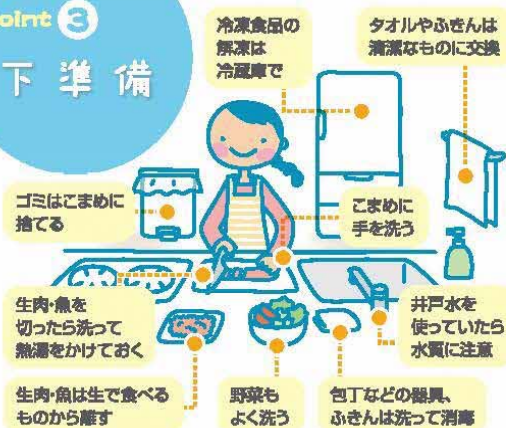 oint 3
下準備
冷凍食品の
解凍は
冷蔵庫で
タオルやふきんは
清潔なものに交換
ゴミはこまめに
捨てる
こまめに
手を洗う
生肉・魚を
切ったら洗って
熱湯をかけておく
井戸水を
使っていたら
水質に注意
生肉・魚は生で食べる
ものから離す
野菜も
よく洗う
包丁などの器具、
ふきんは洗って消毒